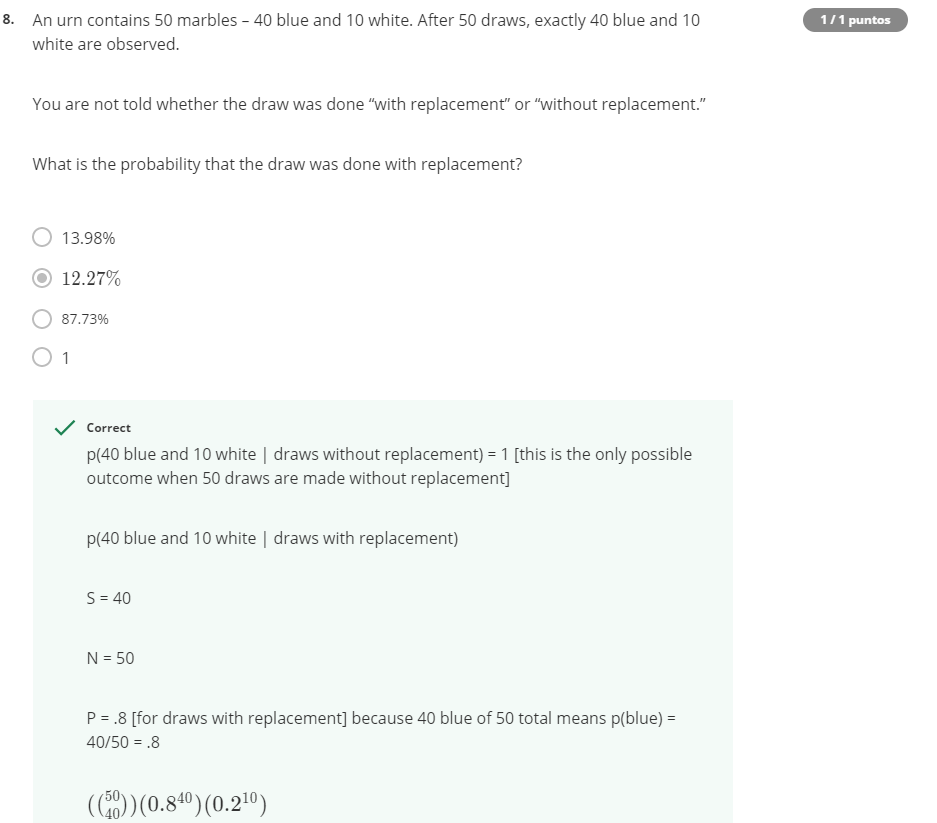 8. An urn contains 50 marbles – 40 blue and 10 white. After 50 draws, exactly 40 blue and 10
1 / 1 puntos
white are observed.
You are not told whether the draw was done “with replacement” or “without replacement.”
What is the probability that the draw was done with replacement?
13.98%
12.27%
87.73%
1
Correct
p(40 blue and 10 white | draws without replacement) = 1 [this is the only possible
outcome when 50 draws are made without replacement]
p(40 blue and 10 white | draws with replacement)
S = 40
N = 50
P = .8 [for draws with replacement] because 40 blue of 50 total means p(blue) =
40/50 = .8
((50 40))(0.8^40)(0.2^10)